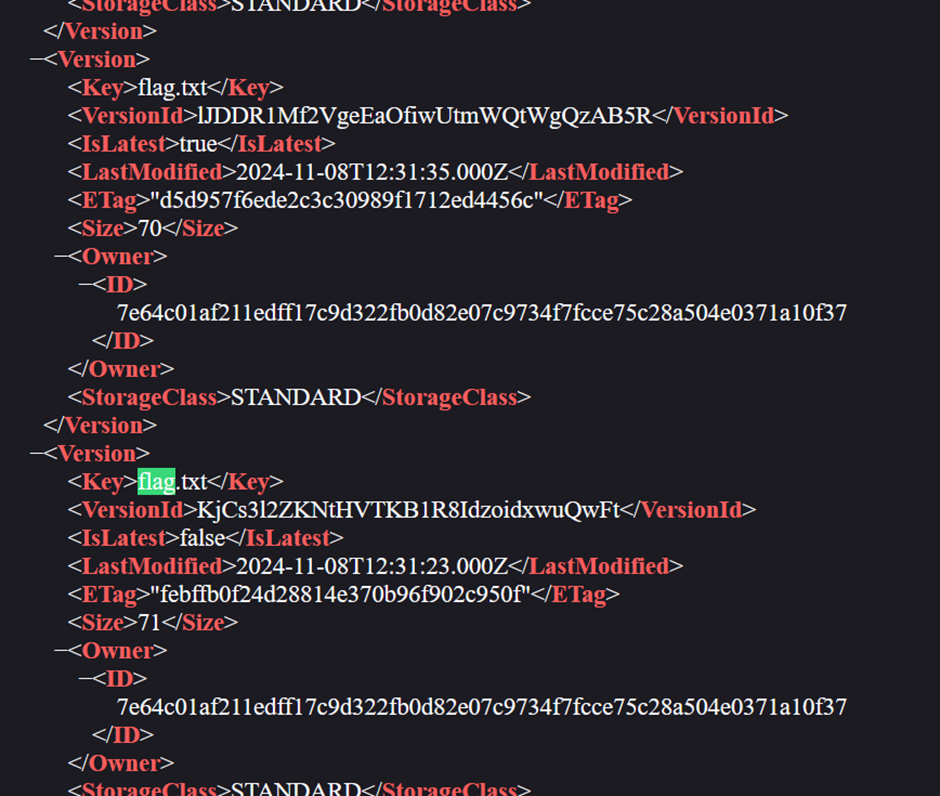 <StorageClass>STANDARD</StorageClass>
</Version>
—<Version>
<Key>flag.txt</Key>
<VersionId>lJDDR1Mf2VgeEaOfiwUtmWQtWgQzAB5R</VersionId>
<IsLatest>true</IsLatest>
<LastModified>2024-11-08T12:31:35.000Z</LastModified>
<ETag>"d5d957f6ede2c3c30989f1712ed4456c"</ETag>
<Size>70</Size>
—<Owner>
—<ID>
7e64c01af211edff17c9d322fb0d82e07c9734f7fcce75c28a504e0371a10f37
</ID>
</Owner>
<StorageClass>STANDARD</StorageClass>
</Version>
—<Version>
<Key>flag.txt</Key>
<VersionId>KjCs3l2ZKNtHVTKB1R8IdzoidxwuQwFt</VersionId>
<IsLatest>false</IsLatest>
<LastModified>2024-11-08T12:31:23.000Z</LastModified>
<ETag>"febffb0f24d28814e370b96f902c950f"</ETag>
<Size>71</Size>
—<Owner>
—<ID>
7e64c01af211edff17c9d322fb0d82e07c9734f7fcce75c28a504e0371a10f37
</ID>
</Owner>
<StorageClass>STANDARD</StorageClass>